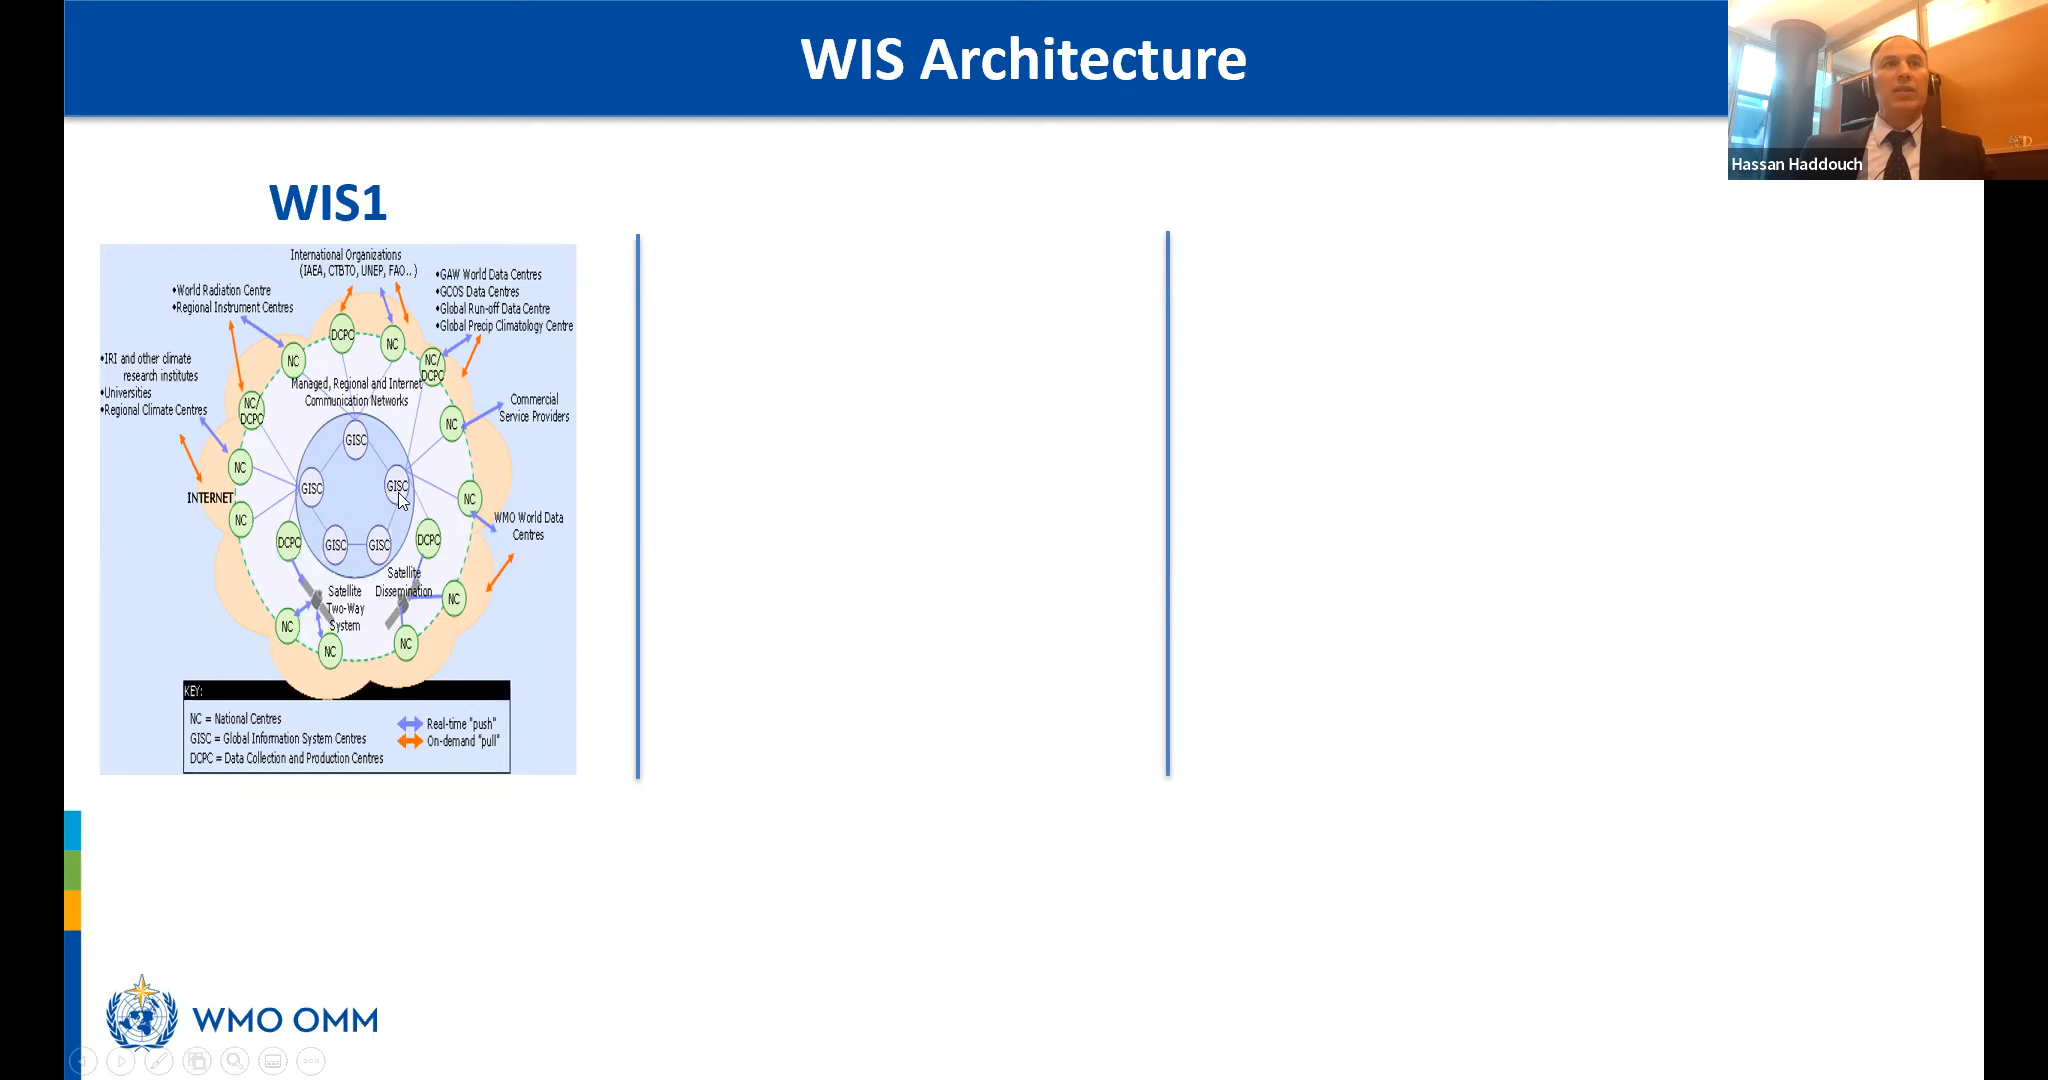 WIS Architecture
Hassan Haddouch
WIS1
International Organizations
(IAEA, CTBTO, UNEP, FAO.. )
•GAW World Data Centres
•GCOS Data Centres
•Global Run-off Data Centre
•Global Precip Climatology Centre
•World Radiation Centre
•Regional Instrument Centres
•IRI and other climate
research institutes
•Universities
•Regional Climate Centres
DCPC
NC
NC/
DCPC
NC
Managed, Regional and Internet
Communication Networks
NC/
DCPC
Commercial
Service Providers
NC
GISC
NC
GISC
GISC
INTERNET
NC
NC
WMO World Data
Centres
DCPC
GISC
GISC
DCPC
Satellite
Dissemination
Satellite
Two-Way
System
NC
NC
NC
NC
KEY:
NC = National Centres
GISC = Global Information System Centres
DCPC = Data Collection and Production Centres
Real-time "push"
On-demand "pull"
WMO OMM